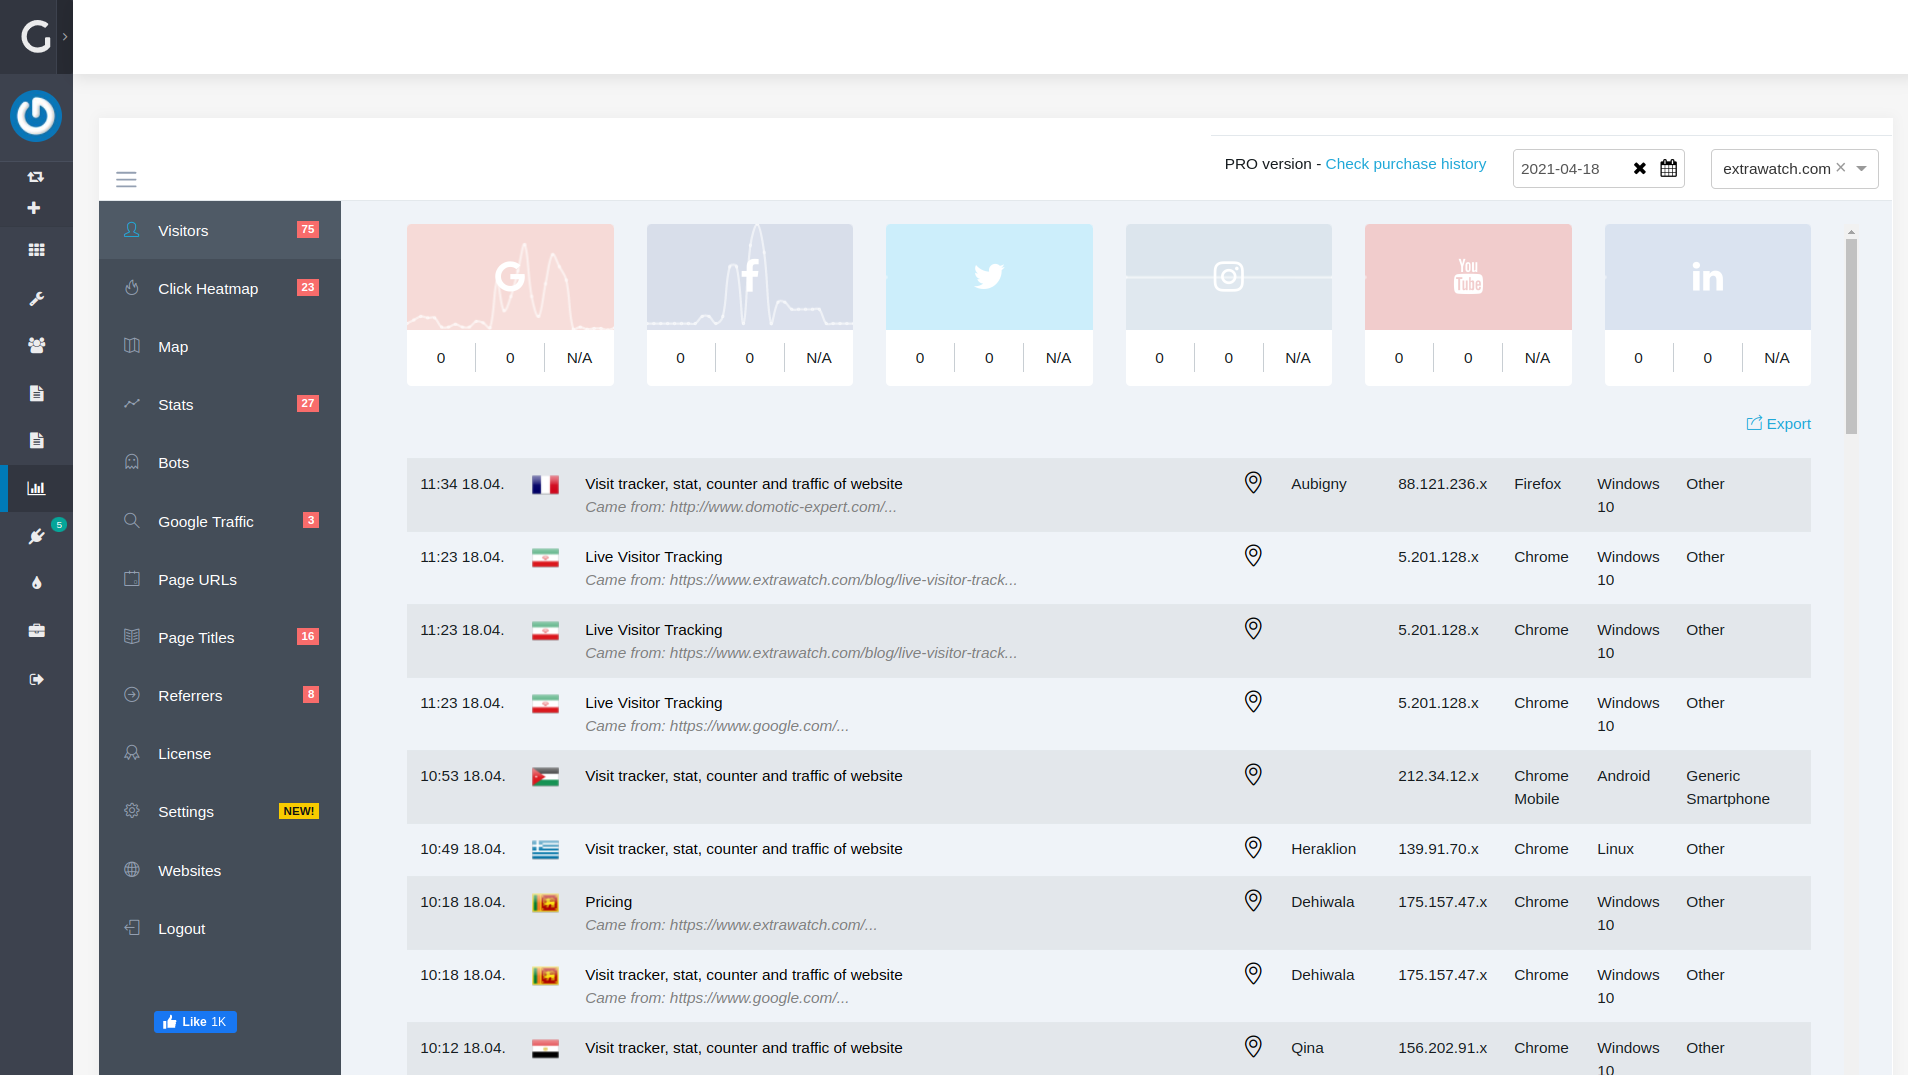 PRO version - Check purchase history
2021-04-18
extrawatch.com
Visitors 75
Click Heatmap 23
Map
Stats 27
Bots
Google Traffic 3
Page URLs
Page Titles 16
Referrers 8
License
Settings NEW!
Websites
Logout
Like 1K
5
You
Tube
in
0 0 N/A
0 0 N/A
0 0 N/A
0 0 N/A
0 0 N/A
0 0 N/A
Export
11:34 18.04. Visit tracker, stat, counter and traffic of website Aubigny 88.121.236.x Firefox Windows 10 Other
Came from: http://www.domotic-expert.com/...
11:23 18.04. Live Visitor Tracking 5.201.128.x Chrome Windows 10 Other
Came from: https://www.extrawatch.com/blog/live-visitor-track...
11:23 18.04. Live Visitor Tracking 5.201.128.x Chrome Windows 10 Other
Came from: https://www.extrawatch.com/blog/live-visitor-track...
11:23 18.04. Live Visitor Tracking 5.201.128.x Chrome Windows 10 Other
Came from: https://www.google.com/...
10:53 18.04. Visit tracker, stat, counter and traffic of website 212.34.12.x Chrome Mobile Android Generic Smartphone
10:49 18.04. Visit tracker, stat, counter and traffic of website Heraklion 139.91.70.x Chrome Linux Other
10:18 18.04. Pricing Dehiwala 175.157.47.x Chrome Windows 10 Other
Came from: https://www.extrawatch.com/...
10:18 18.04. Visit tracker, stat, counter and traffic of website Dehiwala 175.157.47.x Chrome Windows 10 Other
Came from: https://www.google.com/...
10:12 18.04. Visit tracker, stat, counter and traffic of website Qina 156.202.91.x Chrome Windows 10 Other